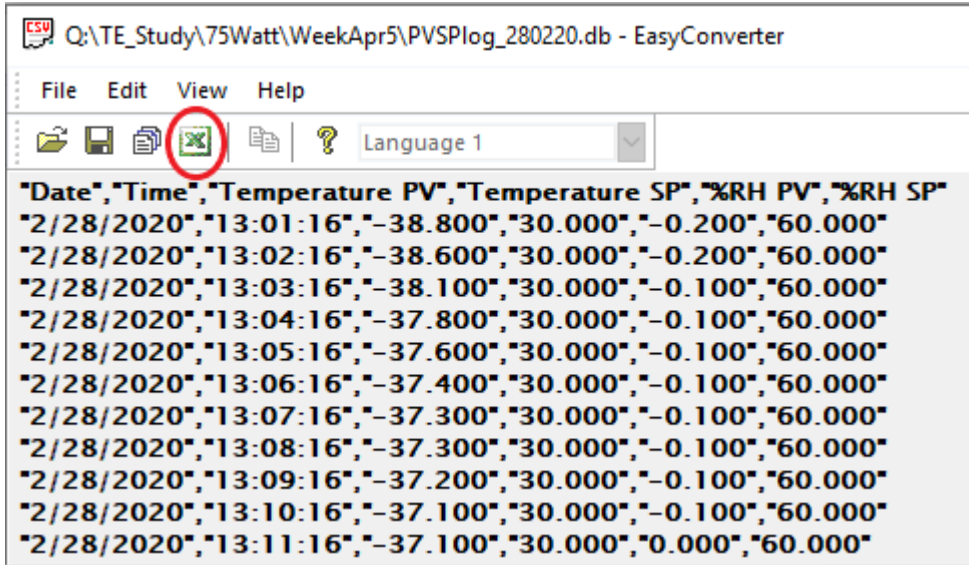 CSV Q:\TE_Study\75Watt\WeekApr5\PVSPlog_280220.db - EasyConverter
File Edit View Help
Language 1
"Date","Time","Temperature PV","Temperature SP","%RH PV","%RH SP"
"2/28/2020","13:01:16","-38.800","30.000","-0.200","60.000"
"2/28/2020","13:02:16","-38.600","30.000","-0.200","60.000"
"2/28/2020","13:03:16","-38.100","30.000","-0.100","60.000"
"2/28/2020","13:04:16","-37.800","30.000","-0.100","60.000"
"2/28/2020","13:05:16","-37.600","30.000","-0.100","60.000"
"2/28/2020","13:06:16","-37.400","30.000","-0.100","60.000"
"2/28/2020","13:07:16","-37.300","30.000","-0.100","60.000"
"2/28/2020","13:08:16","-37.300","30.000","-0.100","60.000"
"2/28/2020","13:09:16","-37.200","30.000","-0.100","60.000"
"2/28/2020","13:10:16","-37.100","30.000","-0.100","60.000"
"2/28/2020","13:11:16","-37.100","30.000","0.000","60.000"